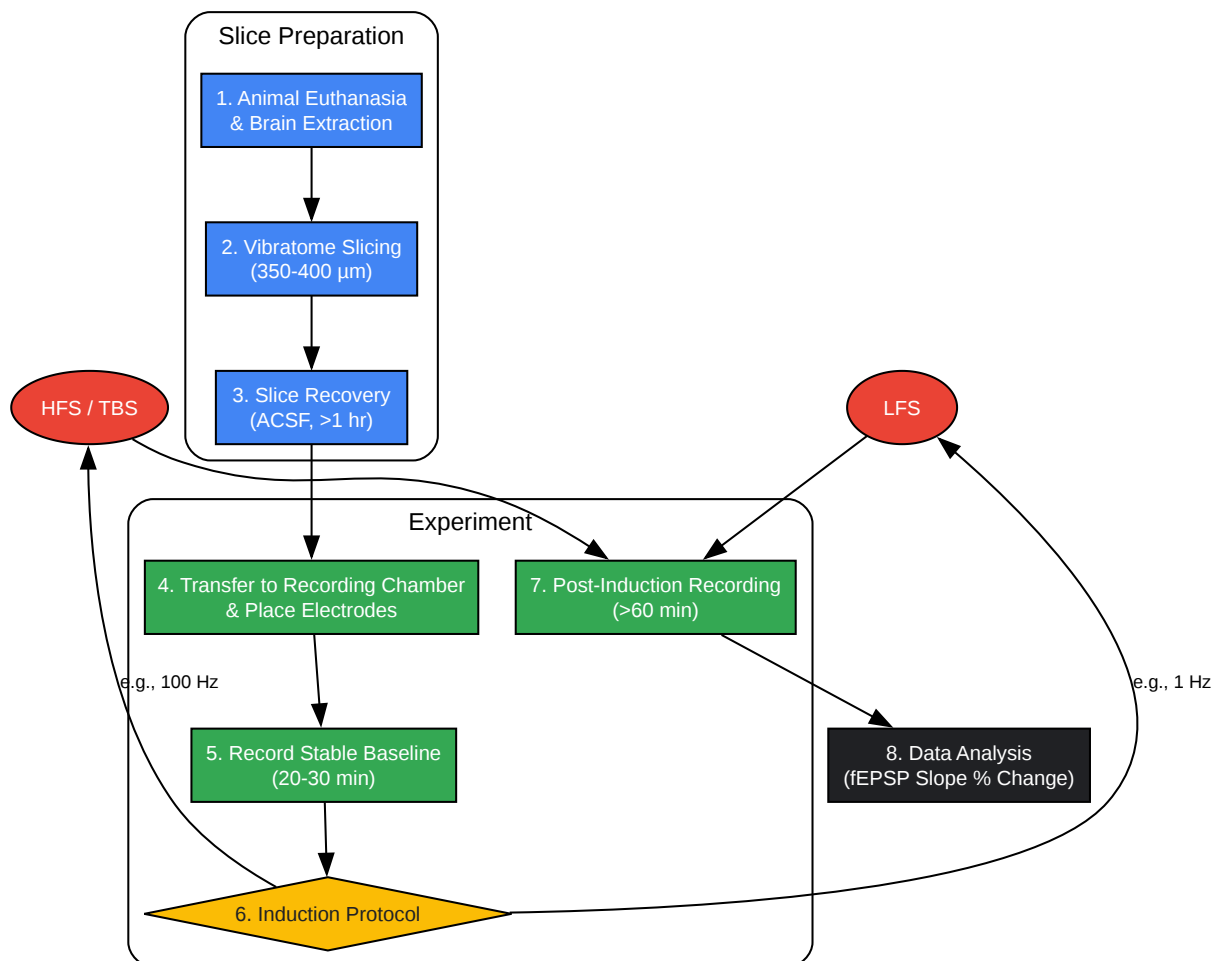 Slice Preparation
1. Animal Euthanasia
& Brain Extraction
2. Vibratome Slicing
(350-400 µm)
3. Slice Recovery
(ACSF, >1 hr)
HFS / TBS
LFS
Experiment
4. Transfer to Recording Chamber
& Place Electrodes
7. Post-Induction Recording
(>60 min)
e.g., 100 Hz
e.g., 1 Hz
5. Record Stable Baseline
(20-30 min)
8. Data Analysis
(fEPSP Slope % Change)
6. Induction Protocol